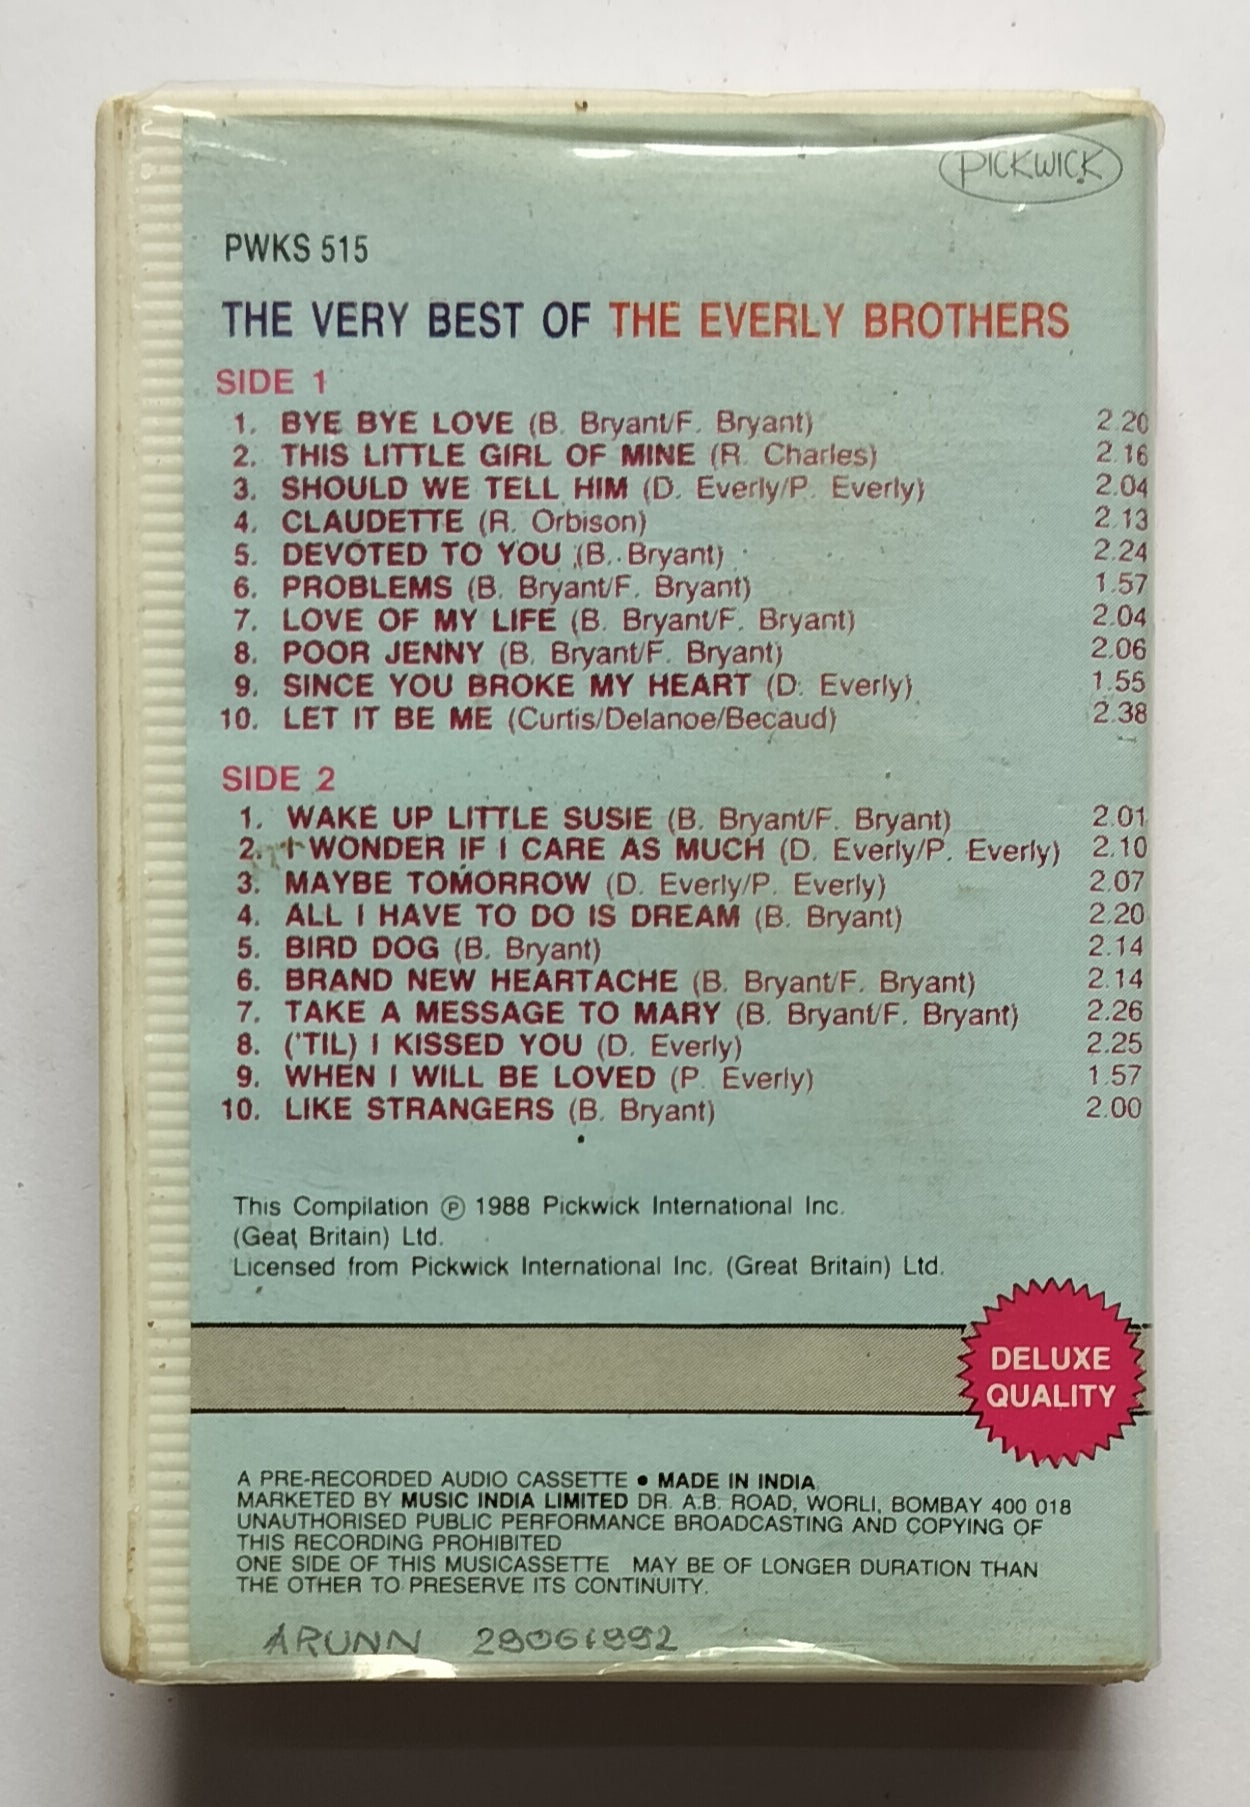 PICKWICK
PWKS 515
THE VERY BEST OF THE EVERLY BROTHERS
SIDE 1
1. BYE BYE LOVE (B. Bryant/F. Bryant) 2.20
2. THIS LITTLE GIRL OF MINE (R. Charles) 2.16
3. SHOULD WE TELL HIM (D. Everly/P. Everly) 2.04
4. CLAUDETTE (R. Orbison) 2.13
5. DEVOTED TO YOU (B. Bryant) 2.24
6. PROBLEMS (B. Bryant/F. Bryant) 1.57
7. LOVE OF MY LIFE (B. Bryant/F. Bryant) 2.04
8. POOR JENNY (B. Bryant/F. Bryant) 2.06
9. SINCE YOU BROKE MY HEART (D. Everly) 1.55
10. LET IT BE ME (Curtis/Delanoe/Becaud) 2.38
SIDE 2
1. WAKE UP LITTLE SUSIE (B. Bryant/F. Bryant) 2.01
2. I WONDER IF I CARE AS MUCH (D. Everly/P. Everly) 2.10
3. MAYBE TOMORROW (D. Everly/P. Everly) 2.07
4. ALL I HAVE TO DO IS DREAM (B. Bryant) 2.20
5. BIRD DOG (B. Bryant) 2.14
6. BRAND NEW HEARTACHE (B. Bryant/F. Bryant) 2.14
7. TAKE A MESSAGE TO MARY (B. Bryant/F. Bryant) 2.26
8. ('TIL) I KISSED YOU (D. Everly) 2.25
9. WHEN I WILL BE LOVED (P. Everly) 1.57
10. LIKE STRANGERS (B. Bryant) 2.00
This Compilation ℗ 1988 Pickwick International Inc.
(Geat Britain) Ltd.
Licensed from Pickwick International Inc. (Great Britain) Ltd.
DELUXE
QUALITY
A PRE-RECORDED AUDIO CASSETTE ● MADE IN INDIA
MARKETED BY MUSIC INDIA LIMITED DR. A.B. ROAD, WORLI, BOMBAY 400 018
UNAUTHORISED PUBLIC PERFORMANCE BROADCASTING AND COPYING OF
THIS RECORDING PROHIBITED
ONE SIDE OF THIS MUSICASSETTE MAY BE OF LONGER DURATION THAN
THE OTHER TO PRESERVE ITS CONTINUITY.
ARUNN 29061992